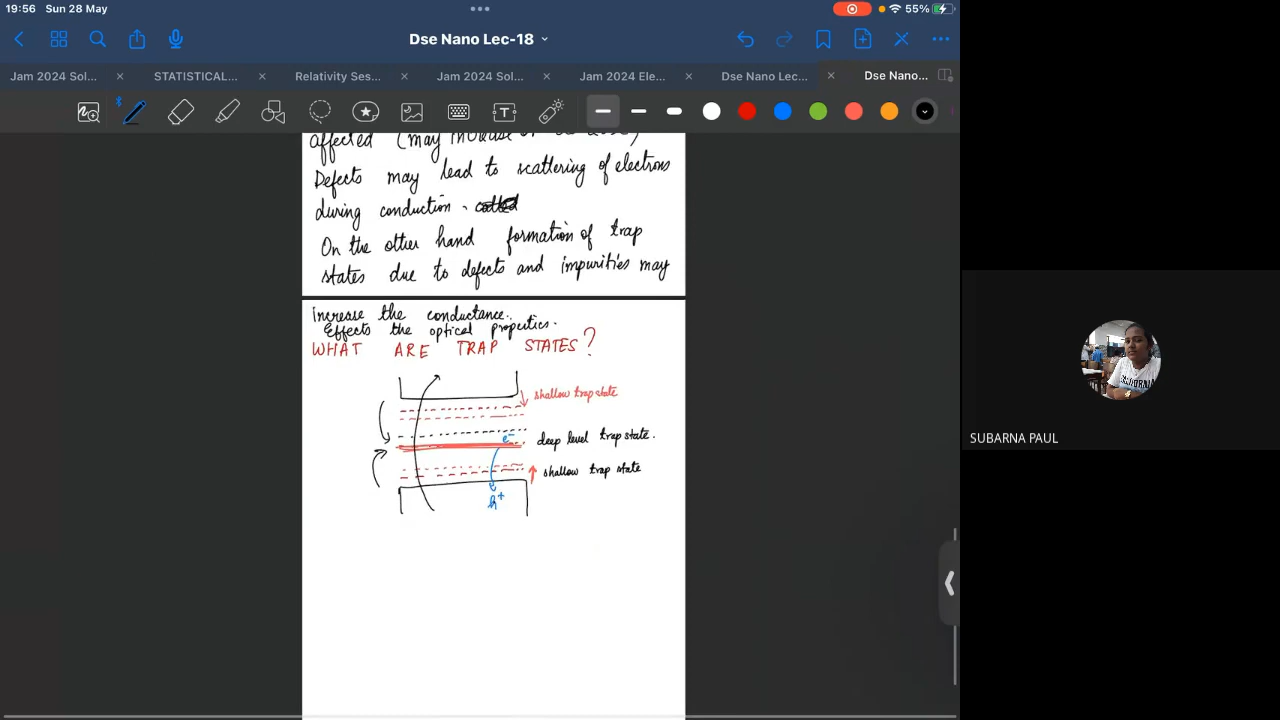 19:56 Sun 28 May
55%
Dse Nano Lec-18
Jam 2024 Sol...
STATISTICAL...
Relativity Ses...
Jam 2024 Sol...
Jam 2024 Ele...
Dse Nano Lec...
Dse Nano...
affected (may increase or
Defects may lead to scattering of electrons
during conduction.
On the other hand formation of trap
states due to defects and impurities may
increase the conductance.
Effects the optical properties.
WHAT ARE TRAP STATES?
shallow trap state
e-
deep level trap state.
shallow trap state
h+
SUBARNA PAUL